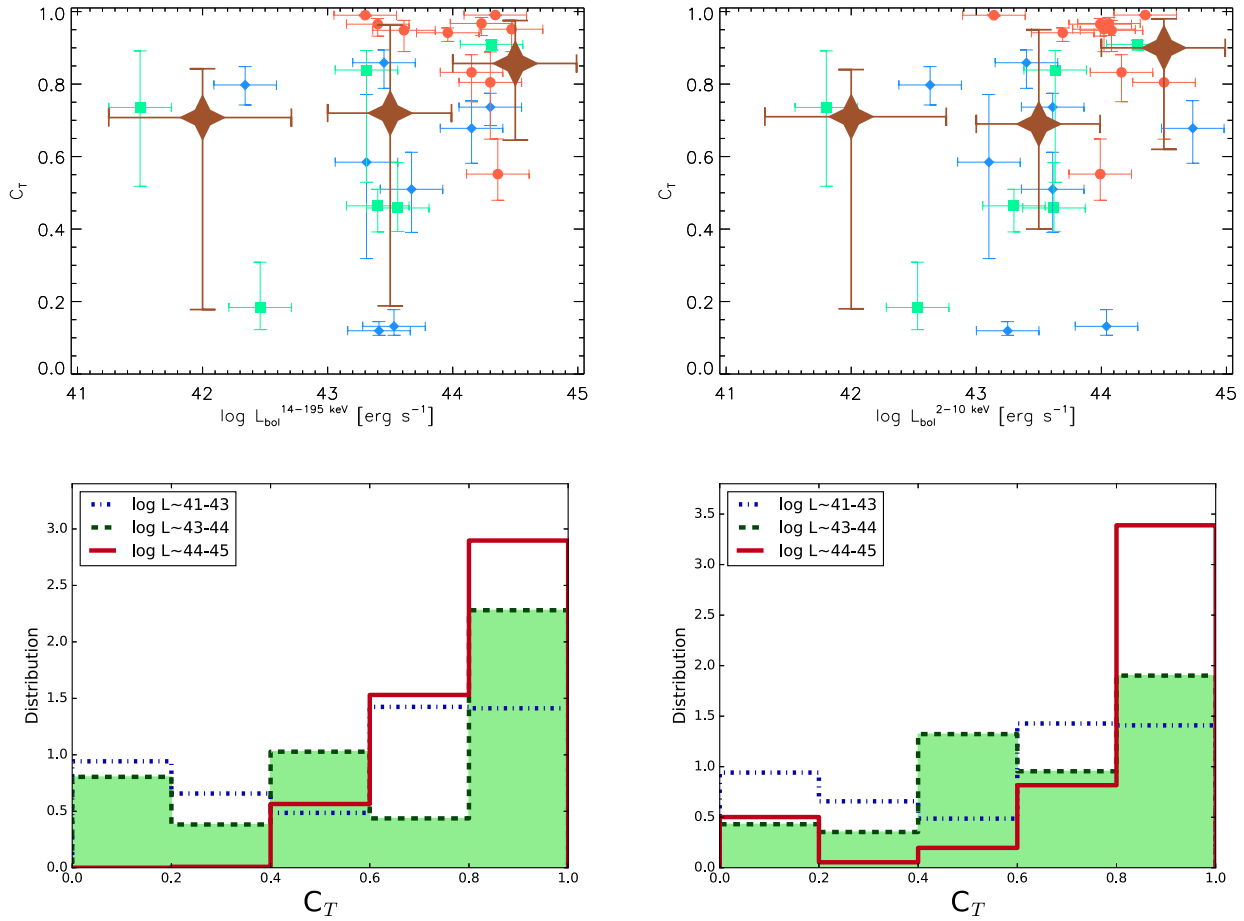 1.0
0.8
0.6
0.4
0.2
0.0
C_T
41 42 43 44 45
log L_bol^14−195 keV [erg s^−1]
1.0
0.8
0.6
0.4
0.2
0.0
C_T
41 42 43 44 45
log L_bol^2−10 keV [erg s^−1]
log L~41-43
log L~43-44
log L~44-45
3.0
2.5
2.0
1.5
1.0
0.5
0.0
Distribution
0.0 0.2 0.4 0.6 0.8 1.0
C_T
log L~41-43
log L~43-44
log L~44-45
3.5
3.0
2.5
2.0
1.5
1.0
0.5
0.0
Distribution
0.0 0.2 0.4 0.6 0.8 1.0
C_T